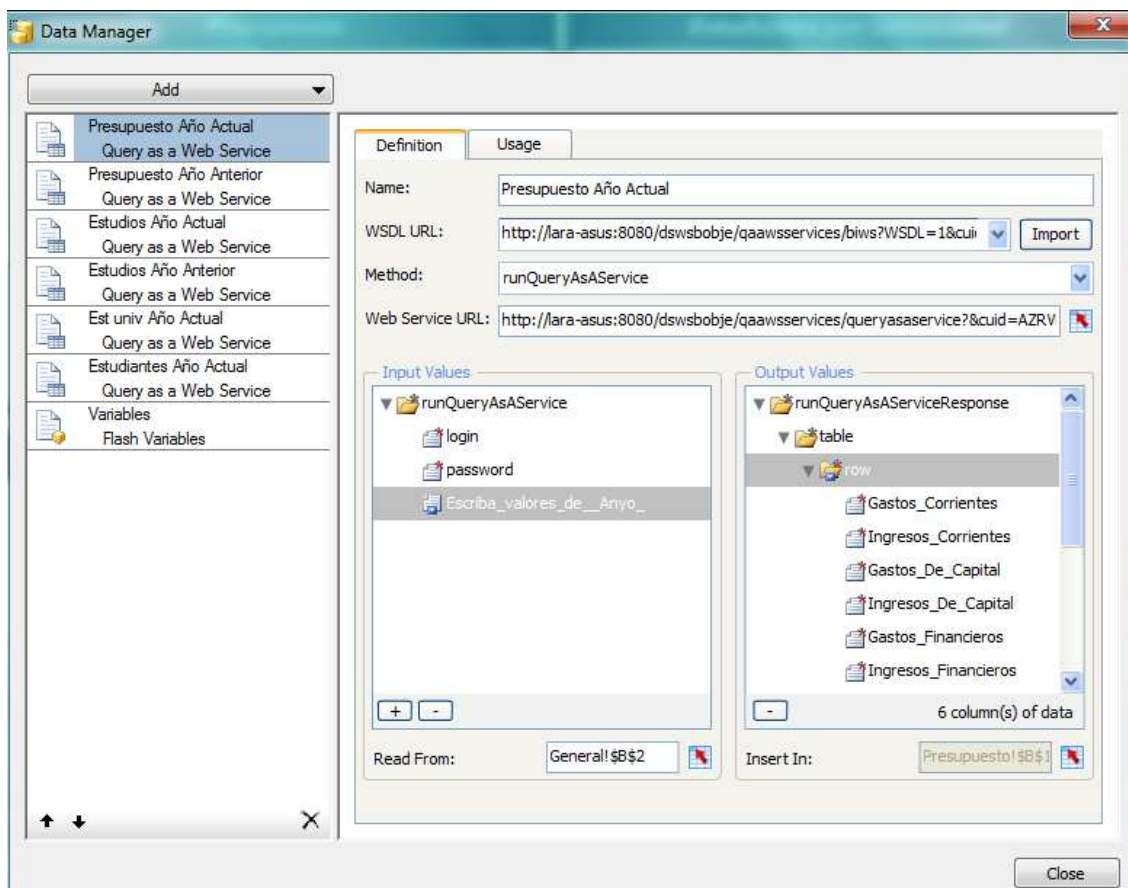 Data Manager
Add
Presupuesto Año Actual
Query as a Web Service
Presupuesto Año Anterior
Query as a Web Service
Estudios Año Actual
Query as a Web Service
Estudios Año Anterior
Query as a Web Service
Est univ Año Actual
Query as a Web Service
Estudiantes Año Actual
Query as a Web Service
Variables
Flash Variables
Definition
Usage
Name:
Presupuesto Año Actual
WSDL URL:
http://lara-asus:8080/dswsbobje/qaawsservices/biws?WSDL=1&cuid
Import
Method:
runQueryAsAService
Web Service URL:
http://lara-asus:8080/dswsbobje/qaawsservices/queryasaservice?&cuid=AZRV
Input Values
runQueryAsAService
login
password
Escriba_valores_de__Anyo_
+ -
Read From:
General!$B$2
Output Values
runQueryAsAServiceResponse
table
row
Gastos_Corrientes
Ingresos_Corrientes
Gastos_De_Capital
Ingresos_De_Capital
Gastos_Financieros
Ingresos_Financieros
-
6 column(s) of data
Insert In:
Presupuesto!$B$1
Close